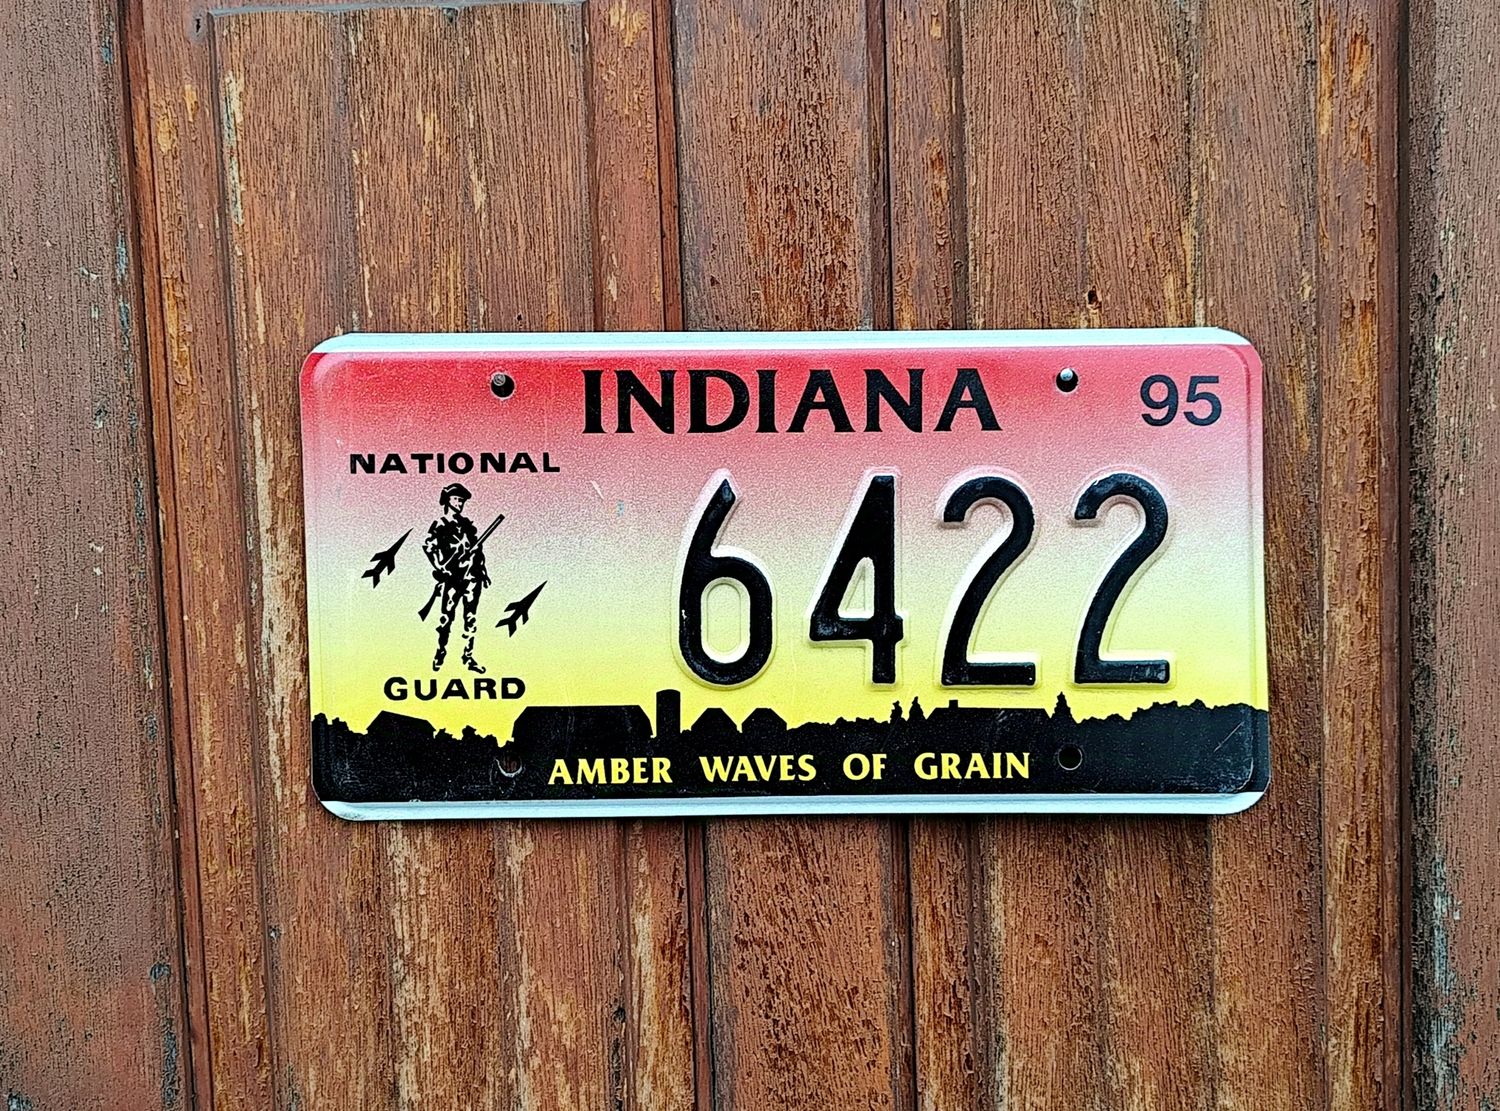 INDIANA 95
NATIONAL
6422
GUARD
AMBER WAVES OF GRAIN